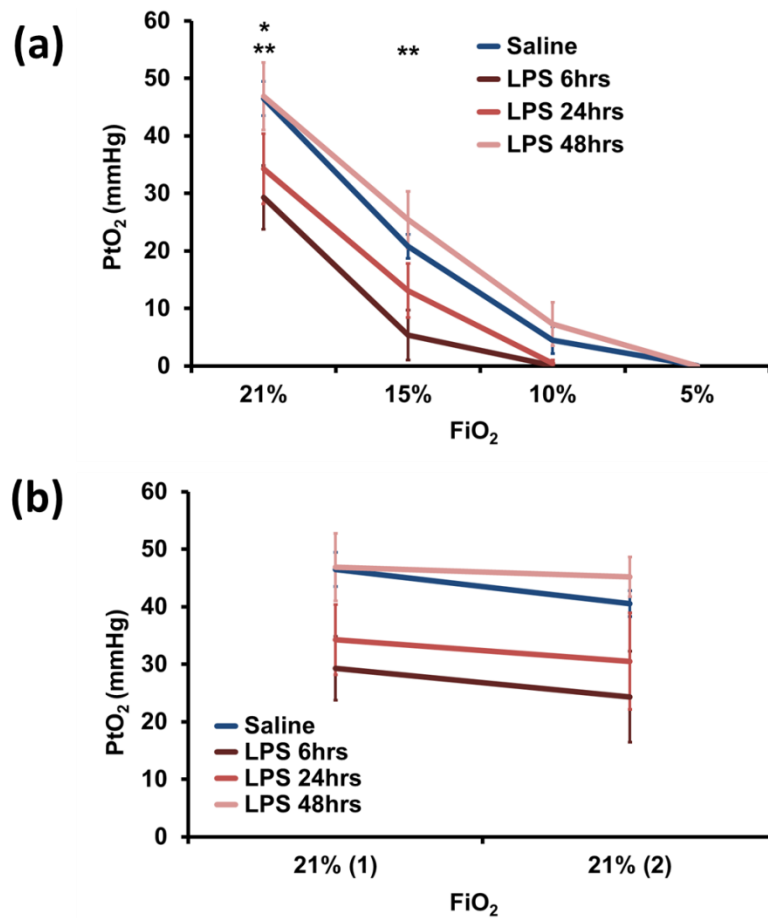 (a)
60
50
40
30
20
10
0
PtO₂ (mmHg)
*
**
**
Saline
LPS 6hrs
LPS 24hrs
LPS 48hrs
21% 15% 10% 5%
FiO₂
(b)
60
50
40
30
20
10
0
PtO₂ (mmHg)
Saline
LPS 6hrs
LPS 24hrs
LPS 48hrs
21% (1) 21% (2)
FiO₂